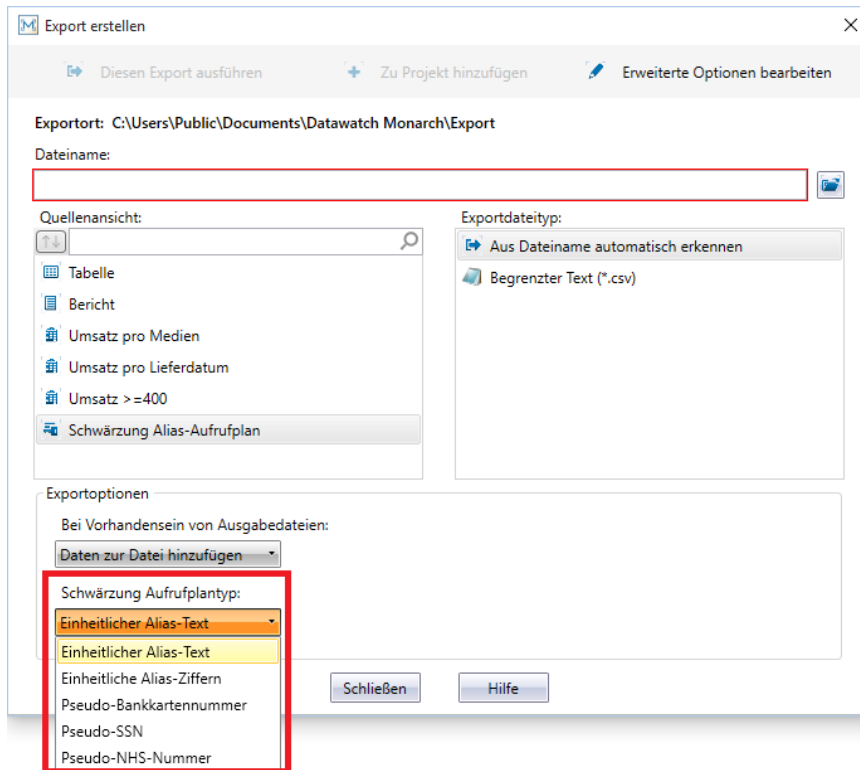 Export erstellen
Diesen Export ausführen
Zu Projekt hinzufügen
Erweiterte Optionen bearbeiten
Exportort: C:\Users\Public\Documents\Datawatch Monarch\Export
Dateiname:
Quellenansicht:
Tabelle
Bericht
Umsatz pro Medien
Umsatz pro Lieferdatum
Umsatz >=400
Schwärzung Alias-Aufrufplan
Exportdateityp:
Aus Dateiname automatisch erkennen
Begrenzter Text (*.csv)
Exportoptionen
Bei Vorhandensein von Ausgabedateien:
Daten zur Datei hinzufügen
Schwärzung Aufrufplantyp:
Einheitlicher Alias-Text
Einheitlicher Alias-Text
Einheitliche Alias-Ziffern
Pseudo-Bankkartennummer
Pseudo-SSN
Pseudo-NHS-Nummer
Schließen
Hilfe